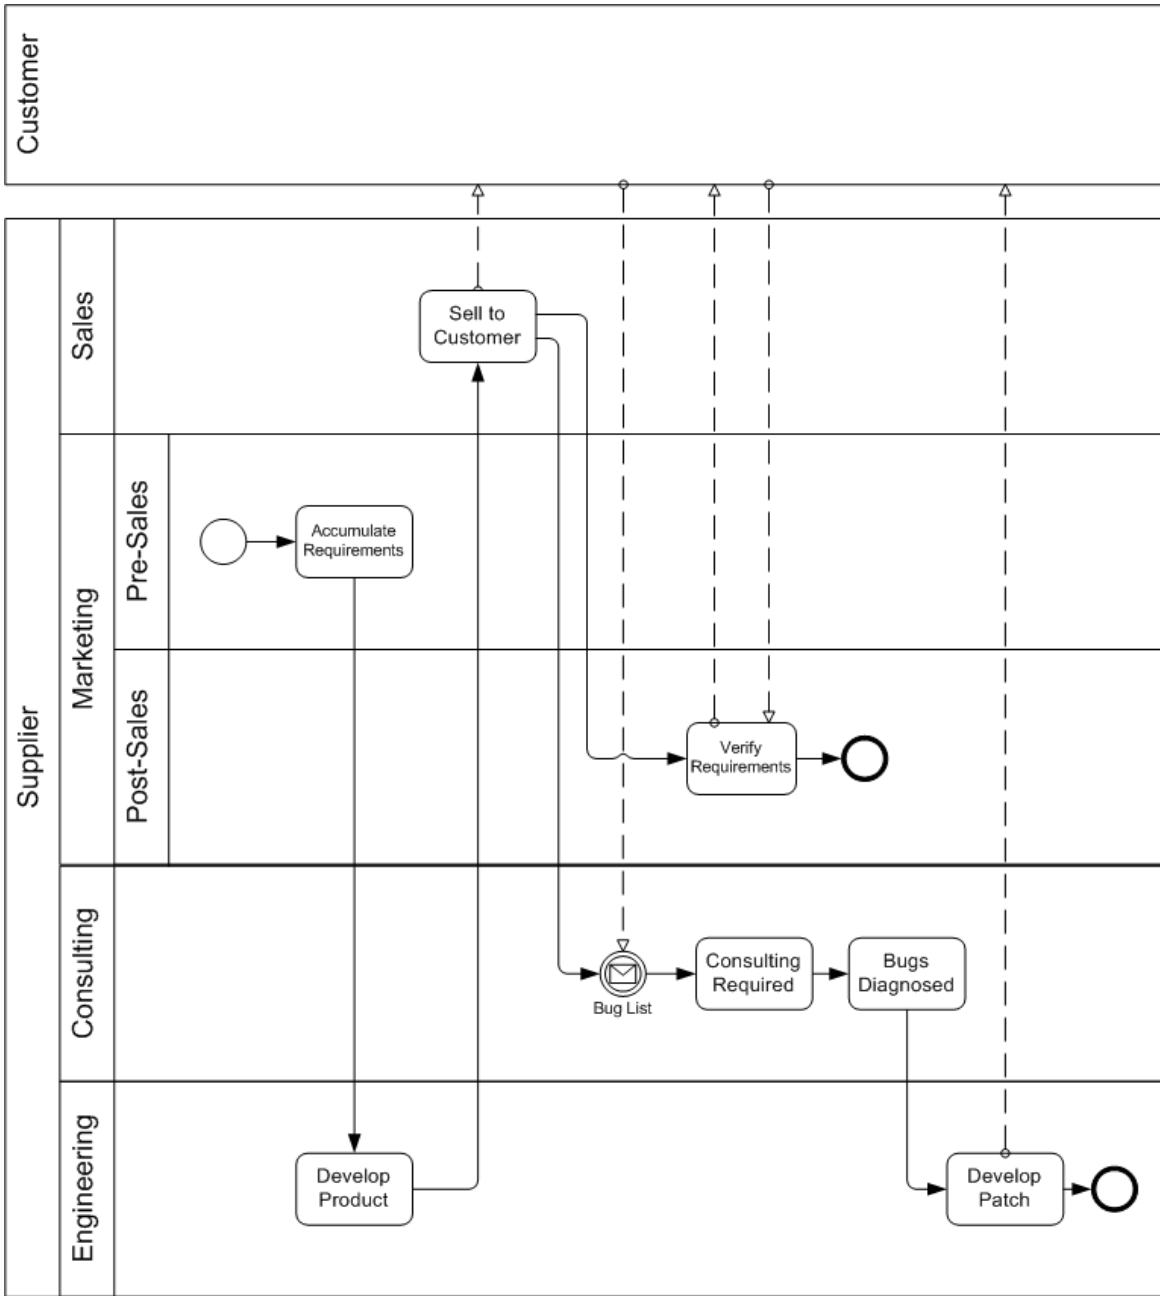 Customer
Supplier
Sales
Sell to
Customer
Marketing
Pre-Sales
Accumulate
Requirements
Post-Sales
Verify
Requirements
Consulting
Bug List
Consulting
Required
Bugs
Diagnosed
Engineering
Develop
Product
Develop
Patch